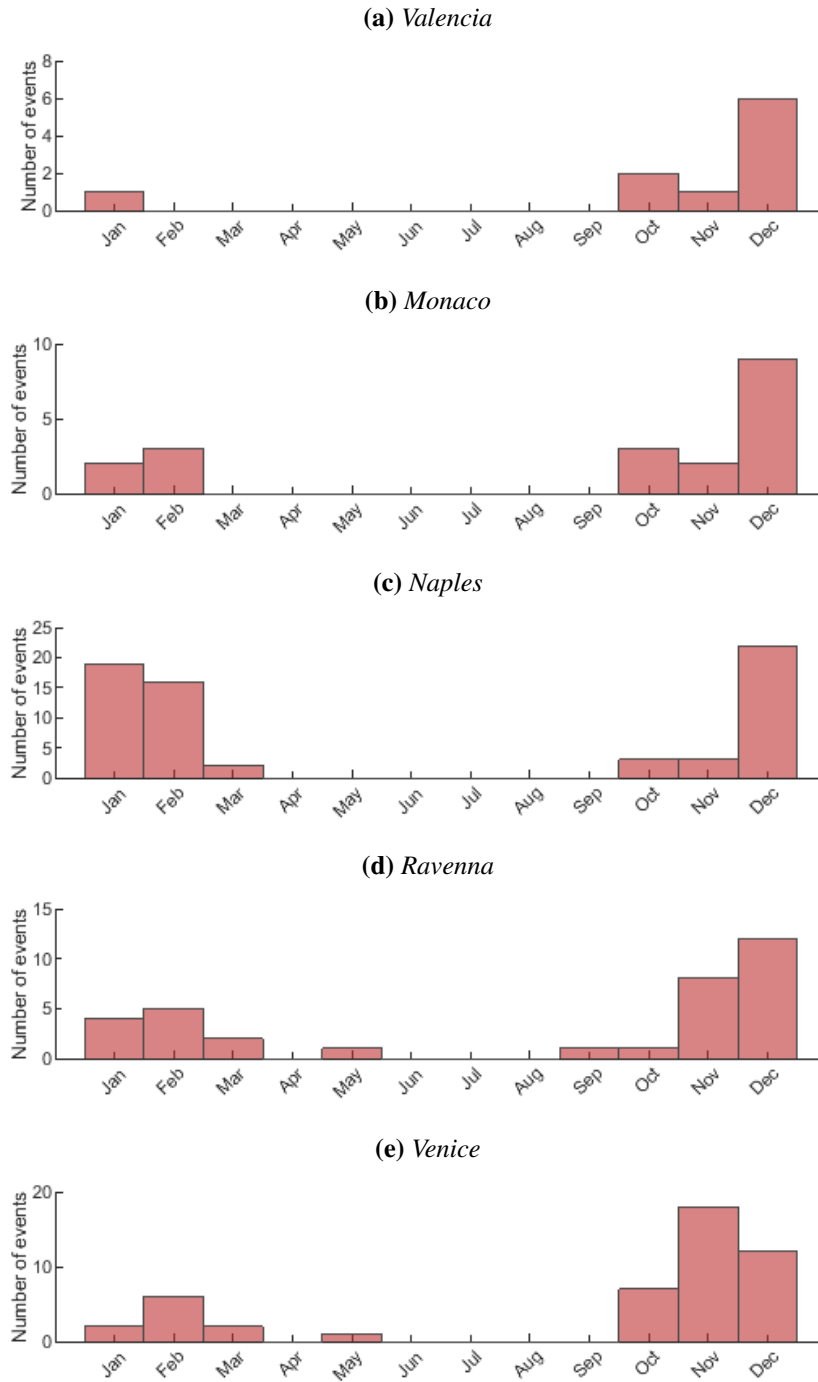 (a) Valencia
Number of events
8
6
4
2
0
Jan Feb Mar Apr May Jun Jul Aug Sep Oct Nov Dec
(b) Monaco
Number of events
10
5
0
Jan Feb Mar Apr May Jun Jul Aug Sep Oct Nov Dec
(c) Naples
Number of events
25
20
15
10
5
0
Jan Feb Mar Apr May Jun Jul Aug Sep Oct Nov Dec
(d) Ravenna
Number of events
15
10
5
0
Jan Feb Mar Apr May Jun Jul Aug Sep Oct Nov Dec
(e) Venice
Number of events
20
10
0
Jan Feb Mar Apr May Jun Jul Aug Sep Oct Nov Dec